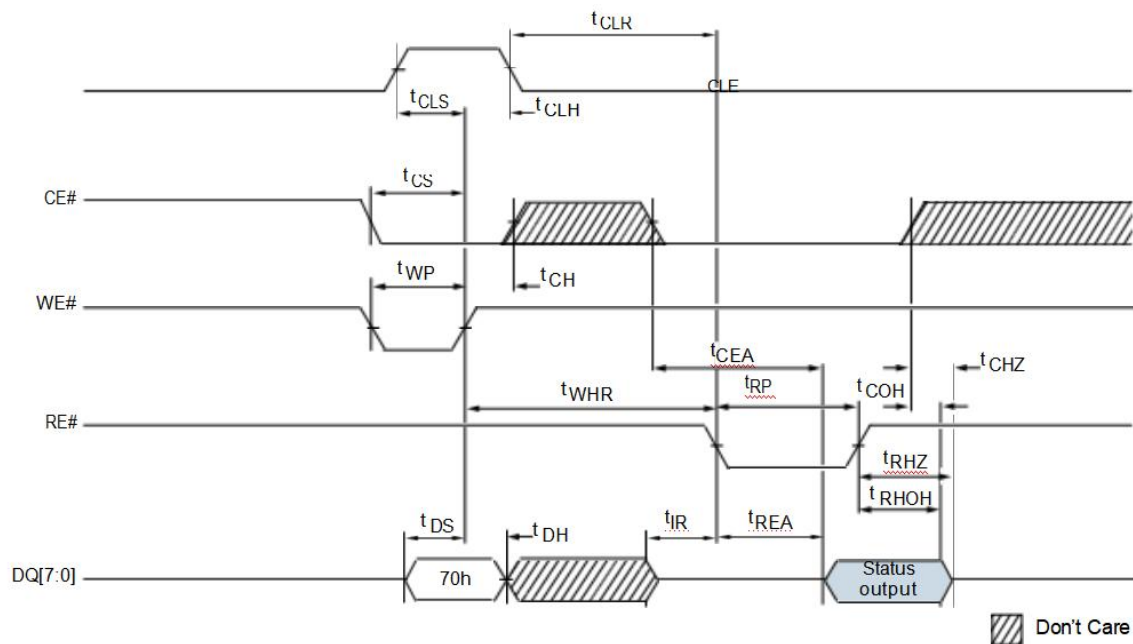 tCLR
CLE
tCLS
tCLH
tCS
CE#
tWP
tCH
WE#
tCEA
tCHZ
tRP
tCOH
tWHR
RE#
tRHZ
tRHOH
tDS
tDH
tIR
tREA
DQ[7:0]
70h
Status
output
Don't Care